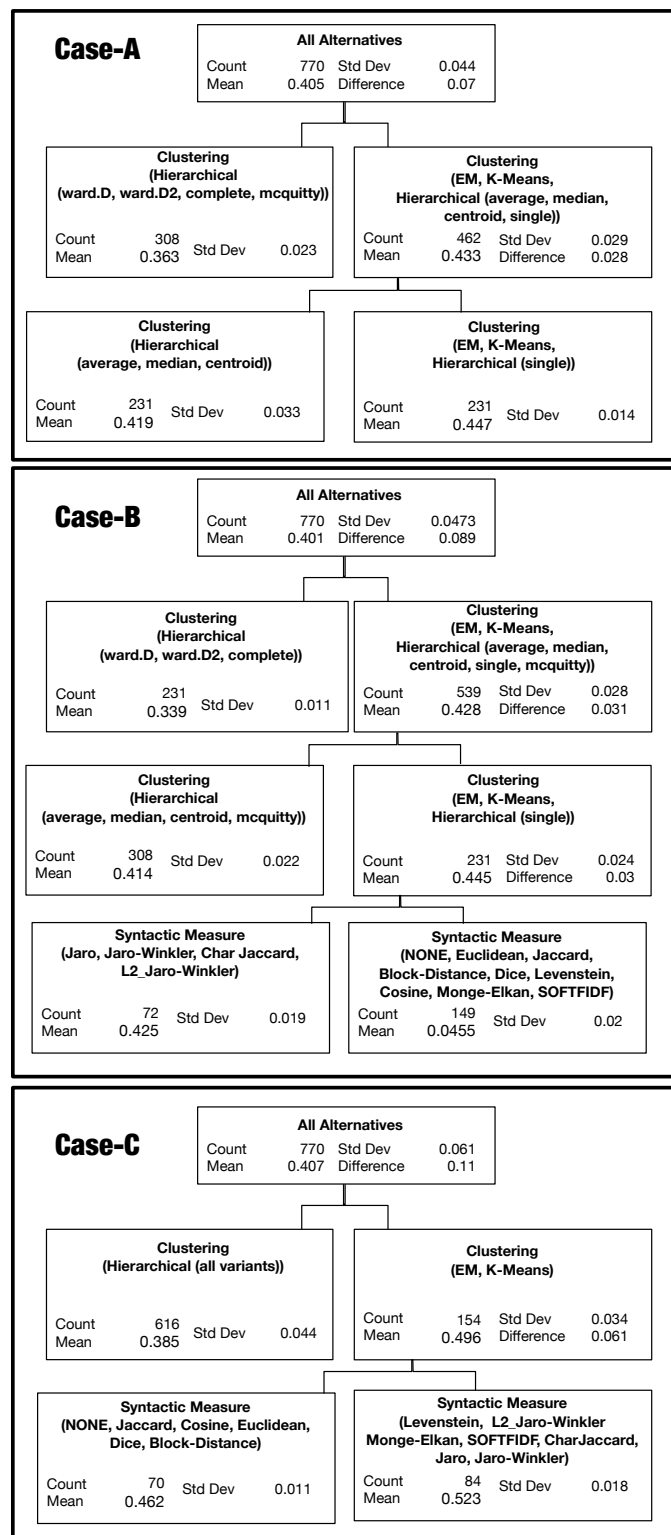 Case-A
All Alternatives
Count 770 Std Dev 0.044
Mean 0.405 Difference 0.07
Clustering
(Hierarchical
(ward.D, ward.D2, complete, mcquitty))
Count 308 Std Dev 0.023
Mean 0.363
Clustering
(EM, K-Means,
Hierarchical (average, median,
centroid, single))
Count 462 Std Dev 0.029
Mean 0.433 Difference 0.028
Clustering
(Hierarchical
(average, median, centroid))
Count 231 Std Dev 0.033
Mean 0.419
Clustering
(EM, K-Means,
Hierarchical (single))
Count 231 Std Dev 0.014
Mean 0.447
Case-B
All Alternatives
Count 770 Std Dev 0.0473
Mean 0.401 Difference 0.089
Clustering
(Hierarchical
(ward.D, ward.D2, complete))
Count 231 Std Dev 0.011
Mean 0.339
Clustering
(EM, K-Means,
Hierarchical (average, median,
centroid, single, mcquitty))
Count 539 Std Dev 0.028
Mean 0.428 Difference 0.031
Clustering
(Hierarchical
(average, median, centroid, mcquitty))
Count 308 Std Dev 0.022
Mean 0.414
Clustering
(EM, K-Means,
Hierarchical (single))
Count 231 Std Dev 0.024
Mean 0.445 Difference 0.03
Syntactic Measure
(Jaro, Jaro-Winkler, Char Jaccard,
L2_Jaro-Winkler)
Count 72 Std Dev 0.019
Mean 0.425
Syntactic Measure
(NONE, Euclidean, Jaccard,
Block-Distance, Dice, Levenstein,
Cosine, Monge-Elkan, SOFTFIDF)
Count 149 Std Dev 0.02
Mean 0.0455
Case-C
All Alternatives
Count 770 Std Dev 0.061
Mean 0.407 Difference 0.11
Clustering
(Hierarchical (all variants))
Count 616 Std Dev 0.044
Mean 0.385
Clustering
(EM, K-Means)
Count 154 Std Dev 0.034
Mean 0.496 Difference 0.061
Syntactic Measure
(NONE, Jaccard, Cosine, Euclidean,
Dice, Block-Distance)
Count 70 Std Dev 0.011
Mean 0.462
Syntactic Measure
(Levenstein, L2_Jaro-Winkler
Monge-Elkan, SOFTFIDF, CharJaccard,
Jaro, Jaro-Winkler)
Count 84 Std Dev 0.018
Mean 0.523